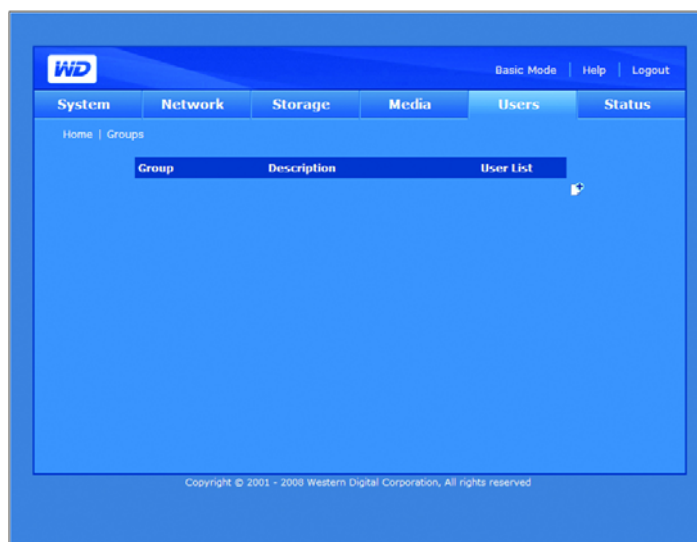 WD
Basic Mode | Help | Logout
System Network Storage Media Users Status
Home | Groups
Group Description User List
Copyright © 2001 - 2008 Western Digital Corporation, All rights reserved